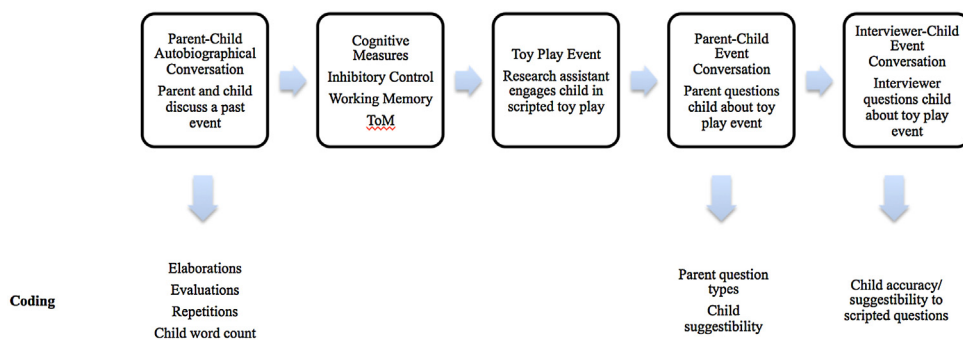 Parent-Child
Autobiographical
Conversation
Parent and child
discuss a past
event
Cognitive
Measures
Inhibitory Control
Working Memory
ToM
Toy Play Event
Research assistant
engages child in
scripted toy play
Parent-Child
Event
Conversation
Parent questions
child about toy
play event
Interviewer-Child
Event
Conversation
Interviewer
questions child
about toy play
event
Coding
Elaborations
Evaluations
Repetitions
Child word count
Parent question
types
Child
suggestibility
Child accuracy/
suggestibility to
scripted questions